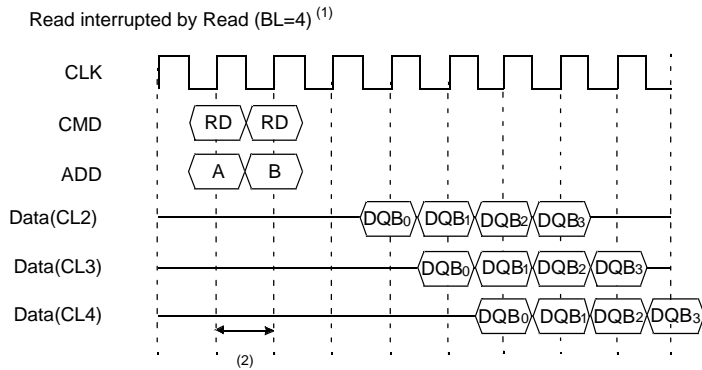 Read interrupted by Read (BL=4) (1)
CLK
CMD RD RD
ADD A B
Data(CL2) DQB0 DQB1 DQB2 DQB3
Data(CL3) DQB0 DQB1 DQB2 DQB3
Data(CL4) DQB0 DQB1 DQB2 DQB3
(2)